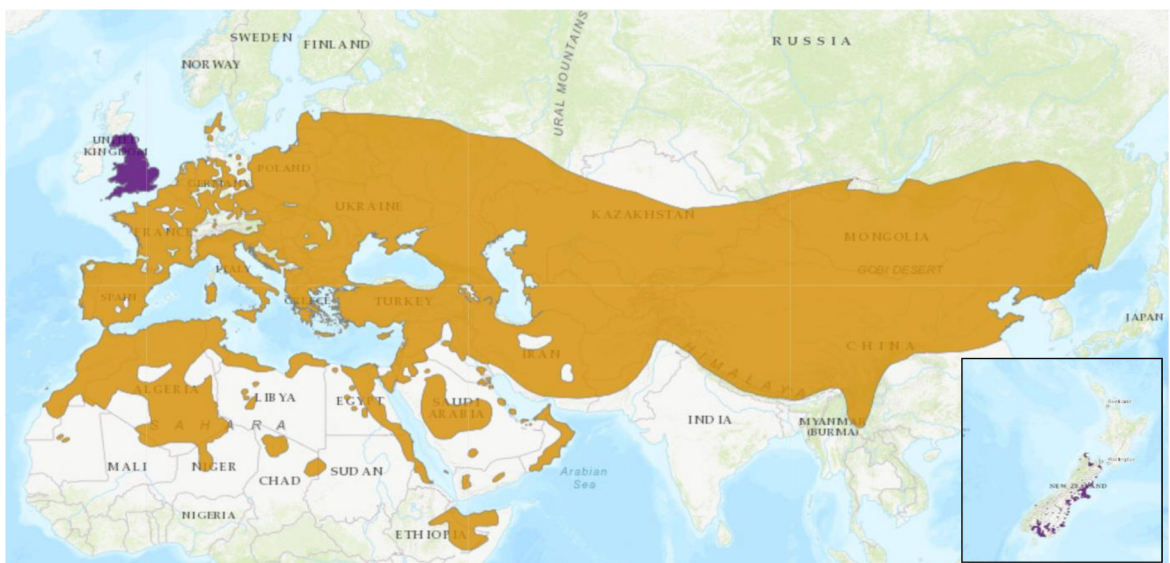 SWEDEN
FINLAND
NORWAY
RUSSIA
URAL MOUNTAINS
UNITED
KINGDOM
POLAND
GERMANY
UKRAINE
KAZAKHSTAN
FRANCE
MONGOLIA
GOBI DESERT
ITALY
SPAIN
GREECE
TURKEY
JAPAN
IRAN
CHINA
HIMALAYA
ALGERIA
LIBYA
EGYPT
SAUDI
ARABIA
INDIA
MYANMAR
(BURMA)
SAHARA
MALI
NIGER
CHAD
SUDAN
Arabian
Sea
NIGERIA
ETHIOPIA
NEW ZEALAND